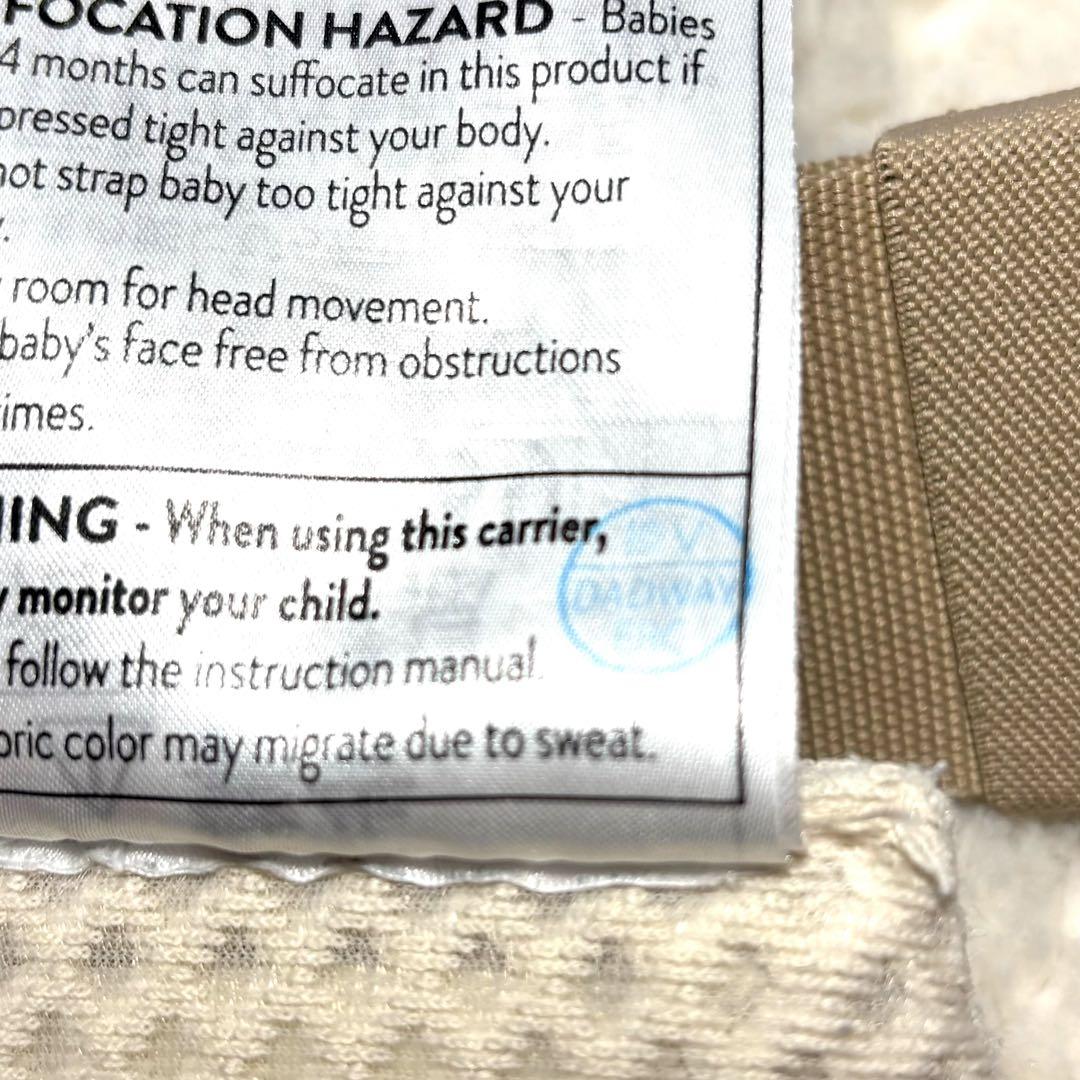 FOCATION HAZARD - Babies
4 months can suffocate in this product if
pressed tight against your body.
not strap baby too tight against your
room for head movement.
baby's face free from obstructions
imes.
ING - When using this carrier,
monitor your child.
follow the instruction manual.
bric color may migrate due to sweat.
DADWAY